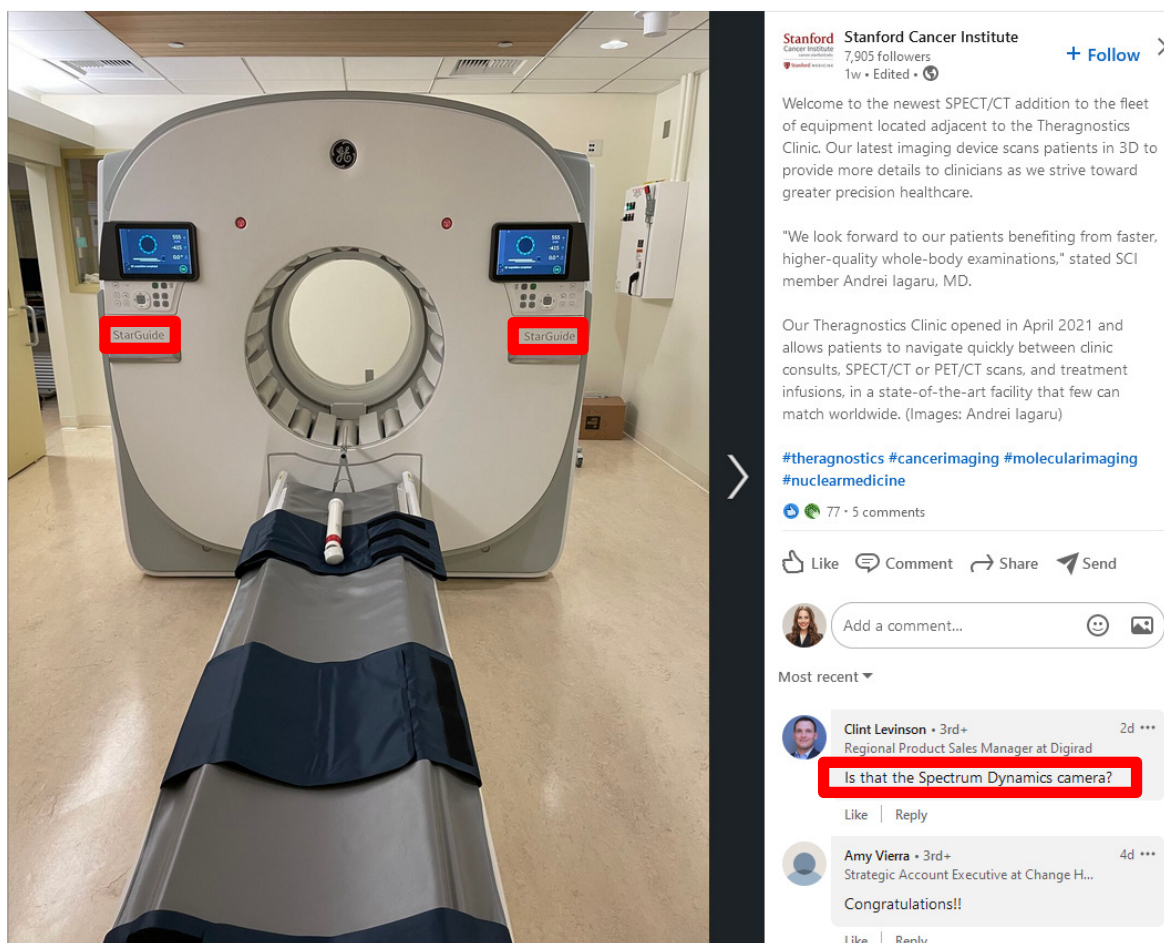 StarGuide
StarGuide
Stanford
Cancer Institute
Stanford MEDICINE
Stanford Cancer Institute
7,905 followers
1w • Edited •
+ Follow
Welcome to the newest SPECT/CT addition to the fleet
of equipment located adjacent to the Theragnostics
Clinic. Our latest imaging device scans patients in 3D to
provide more details to clinicians as we strive toward
greater precision healthcare.
"We look forward to our patients benefiting from faster,
higher-quality whole-body examinations," stated SCI
member Andrei Iagaru, MD.
Our Theragnostics Clinic opened in April 2021 and
allows patients to navigate quickly between clinic
consults, SPECT/CT or PET/CT scans, and treatment
infusions, in a state-of-the-art facility that few can
match worldwide. (Images: Andrei Iagaru)
#theragnostics #cancerimaging #molecularimaging
#nuclearmedicine
77 · 5 comments
Like Comment Share Send
Add a comment...
Most recent
Clint Levinson • 3rd+ 2d •••
Regional Product Sales Manager at Digirad
Is that the Spectrum Dynamics camera?
Like Reply
Amy Vierra • 3rd+ 4d •••
Strategic Account Executive at Change H...
Congratulations!!
Like Reply